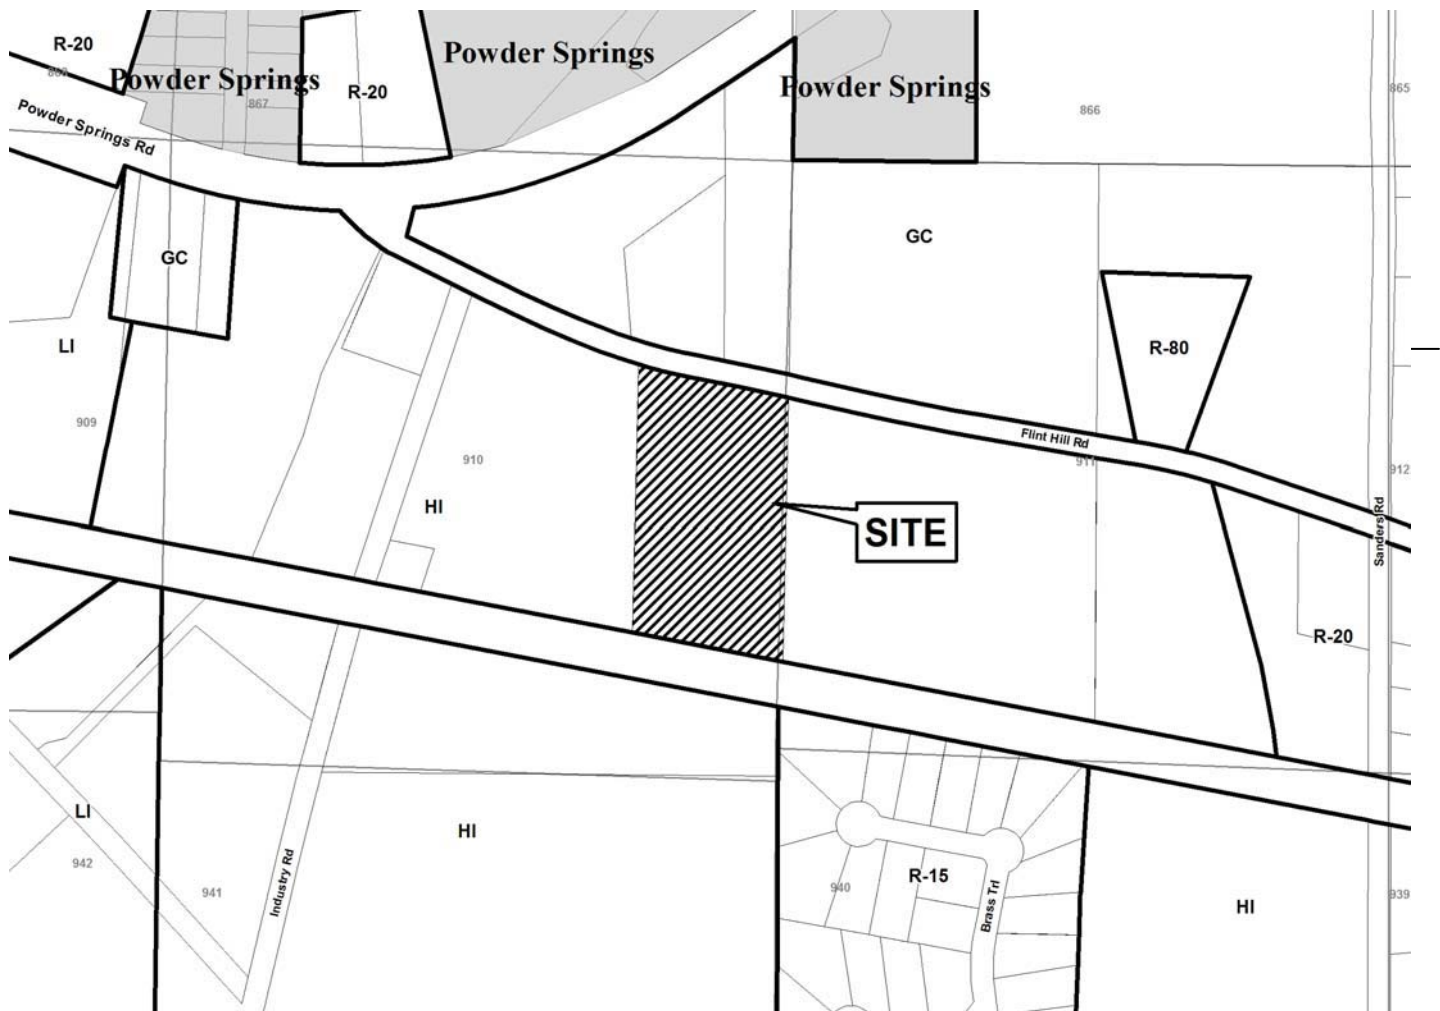 R-20
Powder Springs
868
Powder Springs
R-20
867
Powder Springs
866
865
Powder Springs Rd
GC
GC
LI
R-80
909
Flint Hill Rd
910
911
912
HI
SITE
Sanders Rd
R-20
LI
HI
942
941
Industry Rd
940
R-15
Brass Trl
HI
939